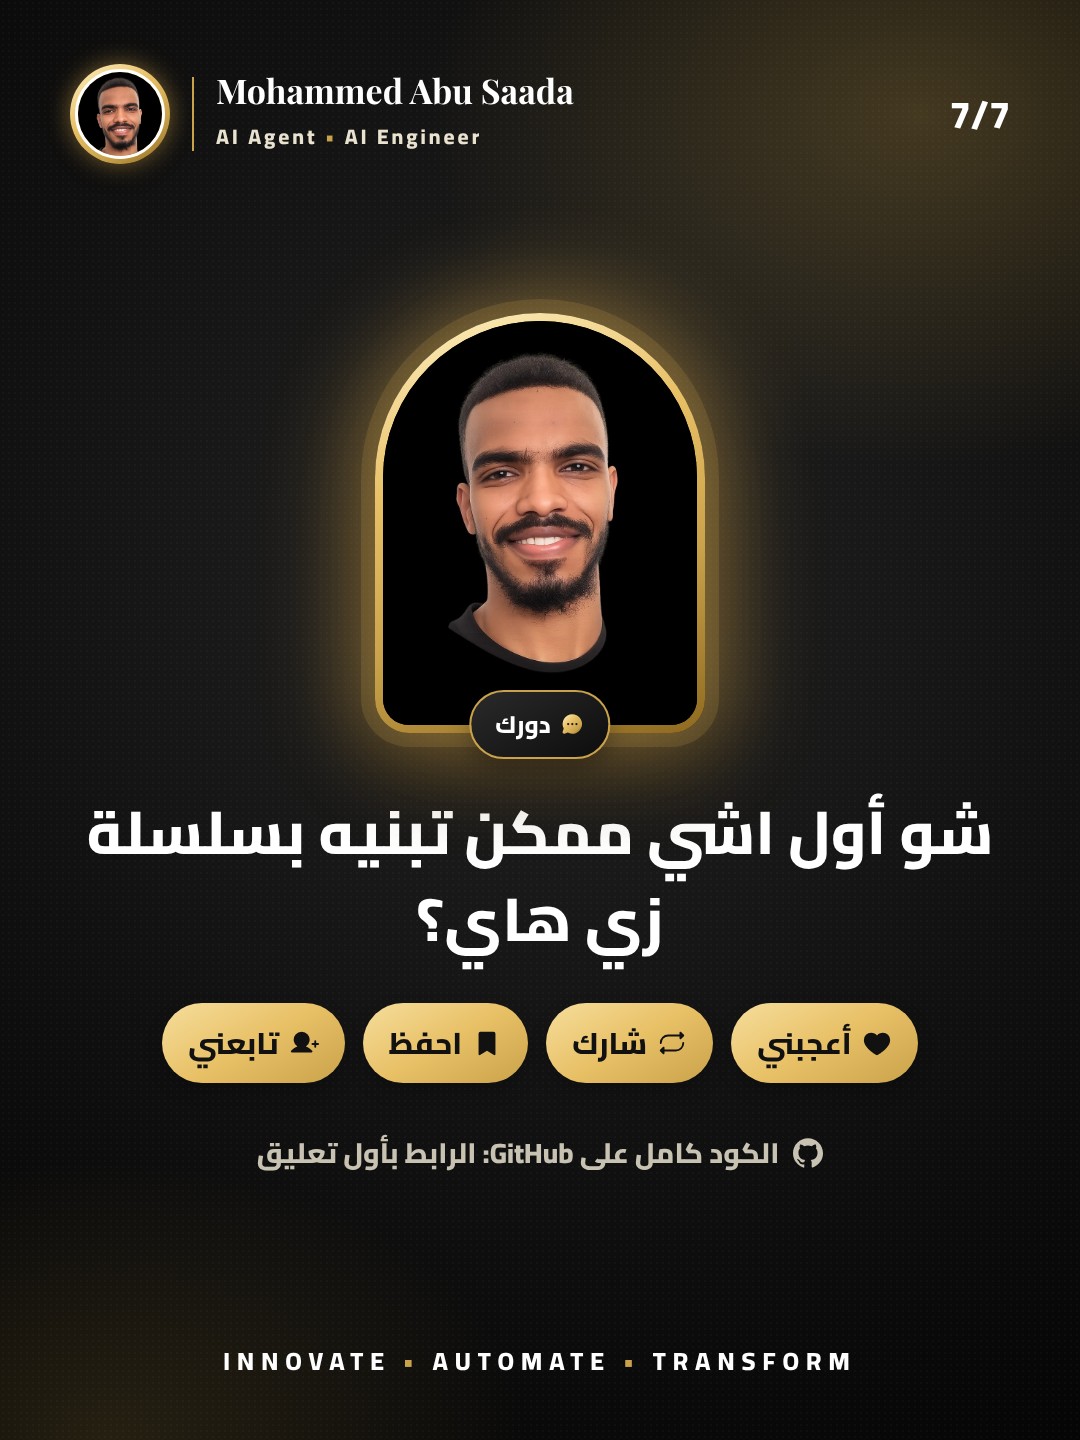 Mohammed Abu Saada
AI Agent ▪ AI Engineer
7/7
دورك
شو أول اشي ممكن تبنيه بسلسلة
زي هاي؟
أعجبني
شارك
احفظ
تابعني
الكود كامل على GitHub: الرابط بأول تعليق
INNOVATE ▪ AUTOMATE ▪ TRANSFORM